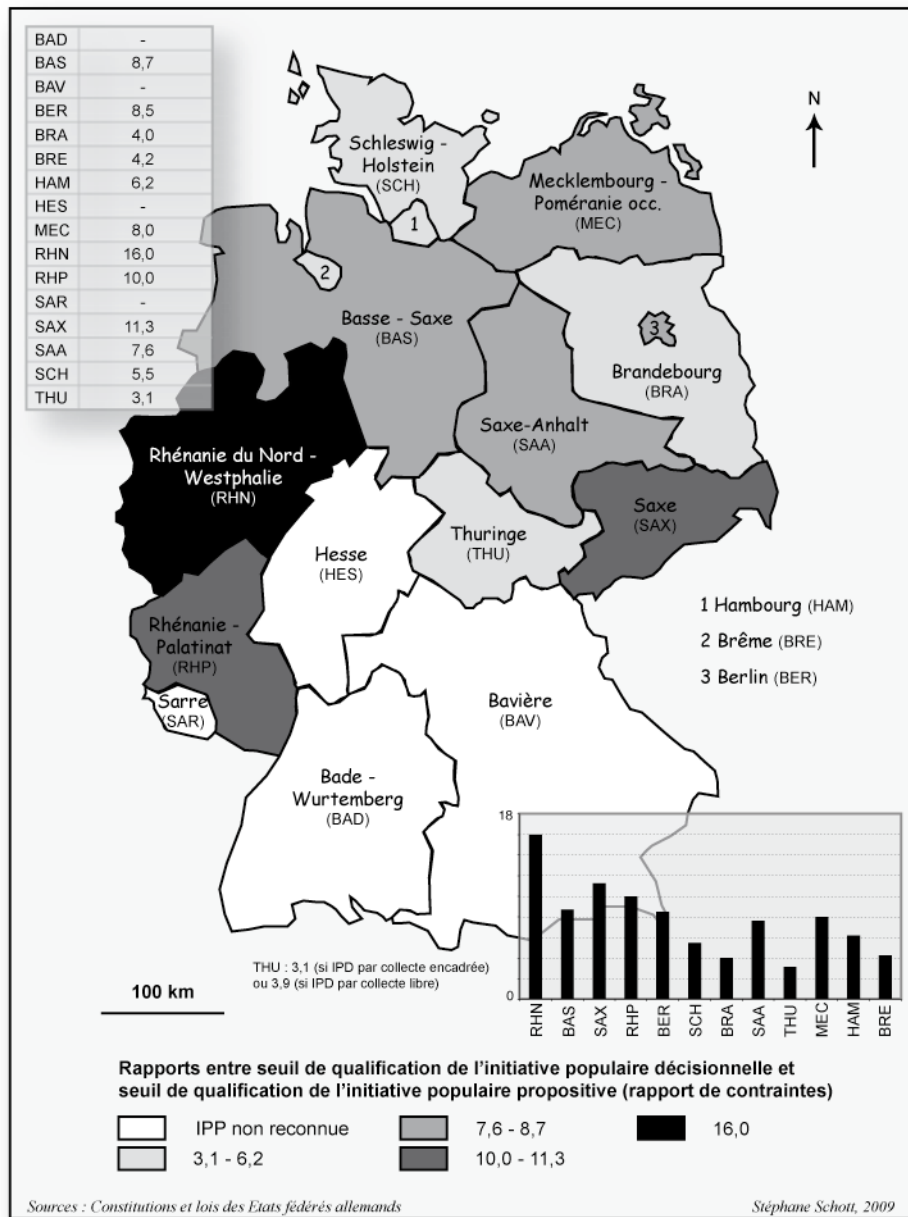 BAD -
BAS 8,7
BAV -
BER 8,5
BRA 4,0
BRE 4,2
HAM 6,2
HES -
MEC 8,0
RHN 16,0
RHP 10,0
SAR -
SAX 11,3
SAA 7,6
SCH 5,5
THU 3,1
N
Schleswig -
Holstein
(SCH)
Mecklembourg -
Poméranie occ.
(MEC)
1
2
Basse - Saxe
(BAS)
3
Brandebourg
(BRA)
Saxe-Anhalt
(SAA)
Rhénanie du Nord -
Westphalie
(RHN)
Saxe
(SAX)
Thuringe
(THU)
Hesse
(HES)
1 Hambourg (HAM)
2 Brême (BRE)
3 Berlin (BER)
Rhénanie -
Palatinat
(RHP)
Sarre
(SAR)
Bavière
(BAV)
Bade -
Wurtemberg
(BAD)
18
0
RHN BAS SAX RHP BER SCH BRA SAA THU MEC HAM BRE
THU : 3,1 (si IPD par collecte encadrée)
ou 3,9 (si IPD par collecte libre)
100 km
Rapports entre seuil de qualification de l'initiative populaire décisionnelle et
seuil de qualification de l'initiative populaire propositive (rapport de contraintes)
IPP non reconnue 7,6 - 8,7 16,0
3,1 - 6,2 10,0 - 11,3
Sources : Constitutions et lois des Etats fédérés allemands Stéphane Schott, 2009